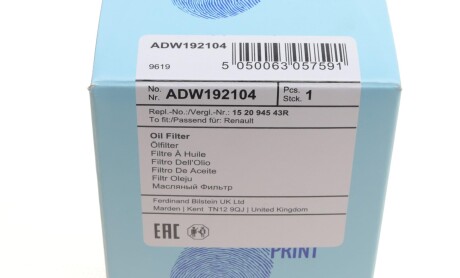 ADW192104
9619
5 050063 057591
No. Nr. ADW192104 Pcs. Stck. 1
Repl.-No./Vergl.-Nr.: 15 20 945 43R
To fit:/Passend für: Renault
Oil Filter
Ölfilter
Filtre À Huile
Filtro Dell'Olio
Filtro De Aceite
Filtr Oleju
Масляный Фильтр
Ferdinand Bilstein UK Ltd
Marden | Kent TN12 9QJ | United Kingdom
EAC
PRINT